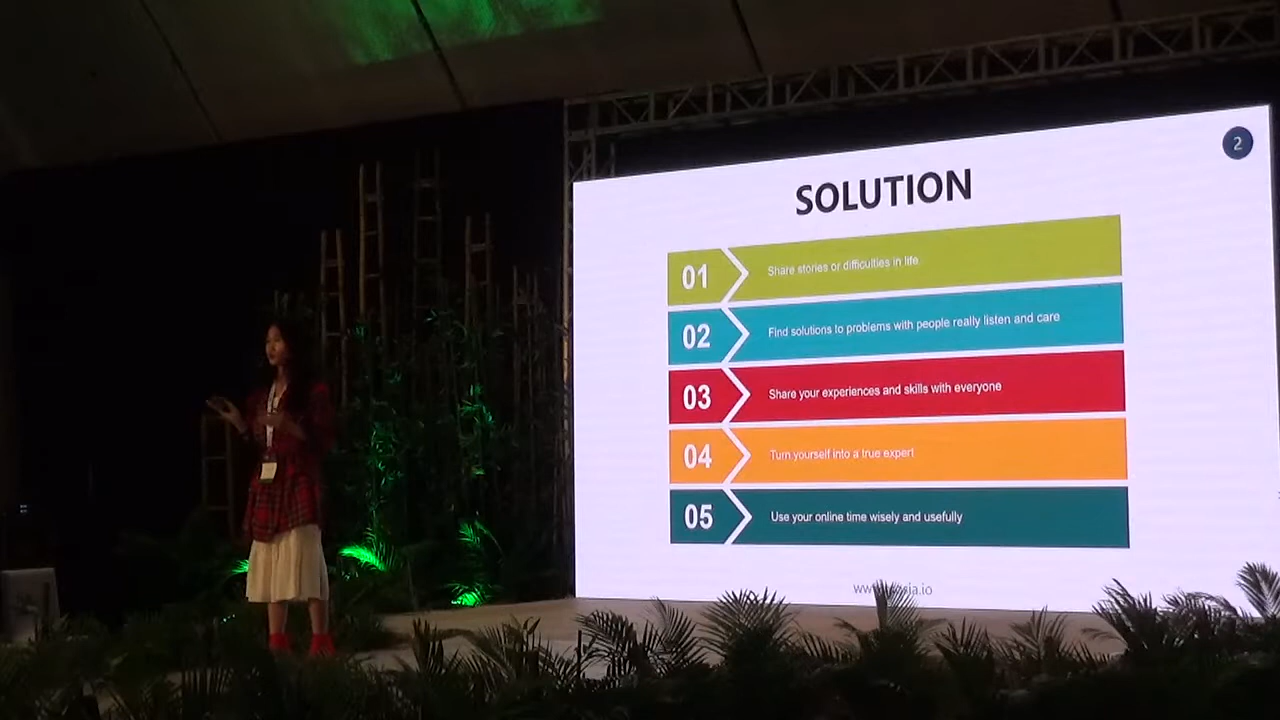 2
SOLUTION
01 Share stories or difficulties in life
02 Find solutions to problems with people really listen and care
03 Share your experiences and skills with everyone
04 Turn yourself into a true expert
05 Use your online time wisely and usefully